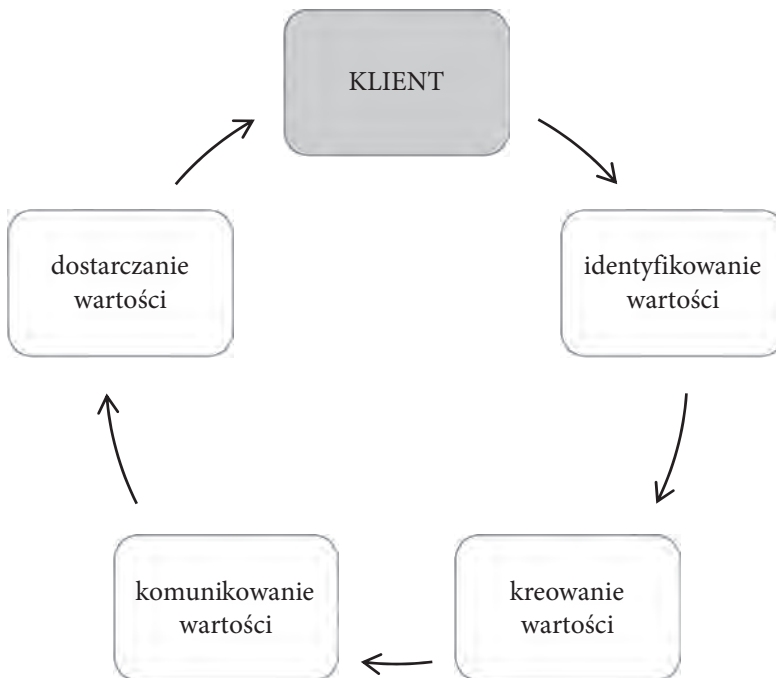 KLIENT
identyfikowanie
wartości
kreowanie
wartości
komunikowanie
wartości
dostarczanie
wartości